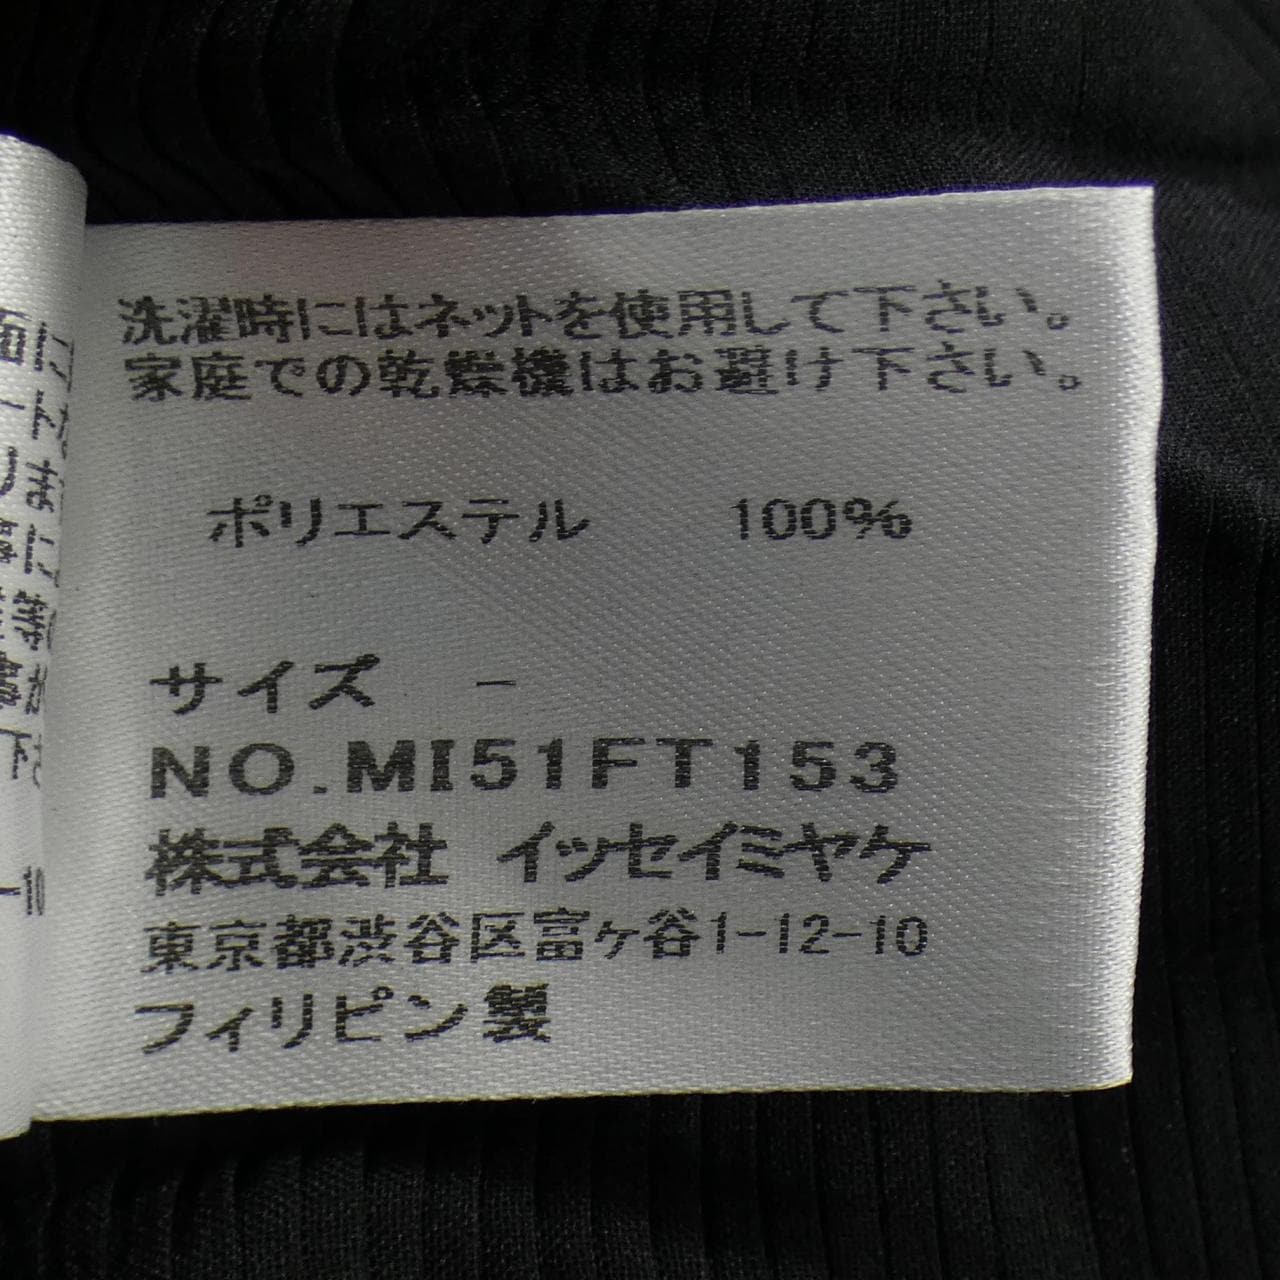 洗濯時にはネットを使用して下さい。
家庭での乾燥機はお避け下さい。
ポリエステル 100%
サイズ -
NO.MI51FT153
株式会社 イッセイミヤケ
東京都渋谷区富ヶ谷1-12-10
フィリピン製